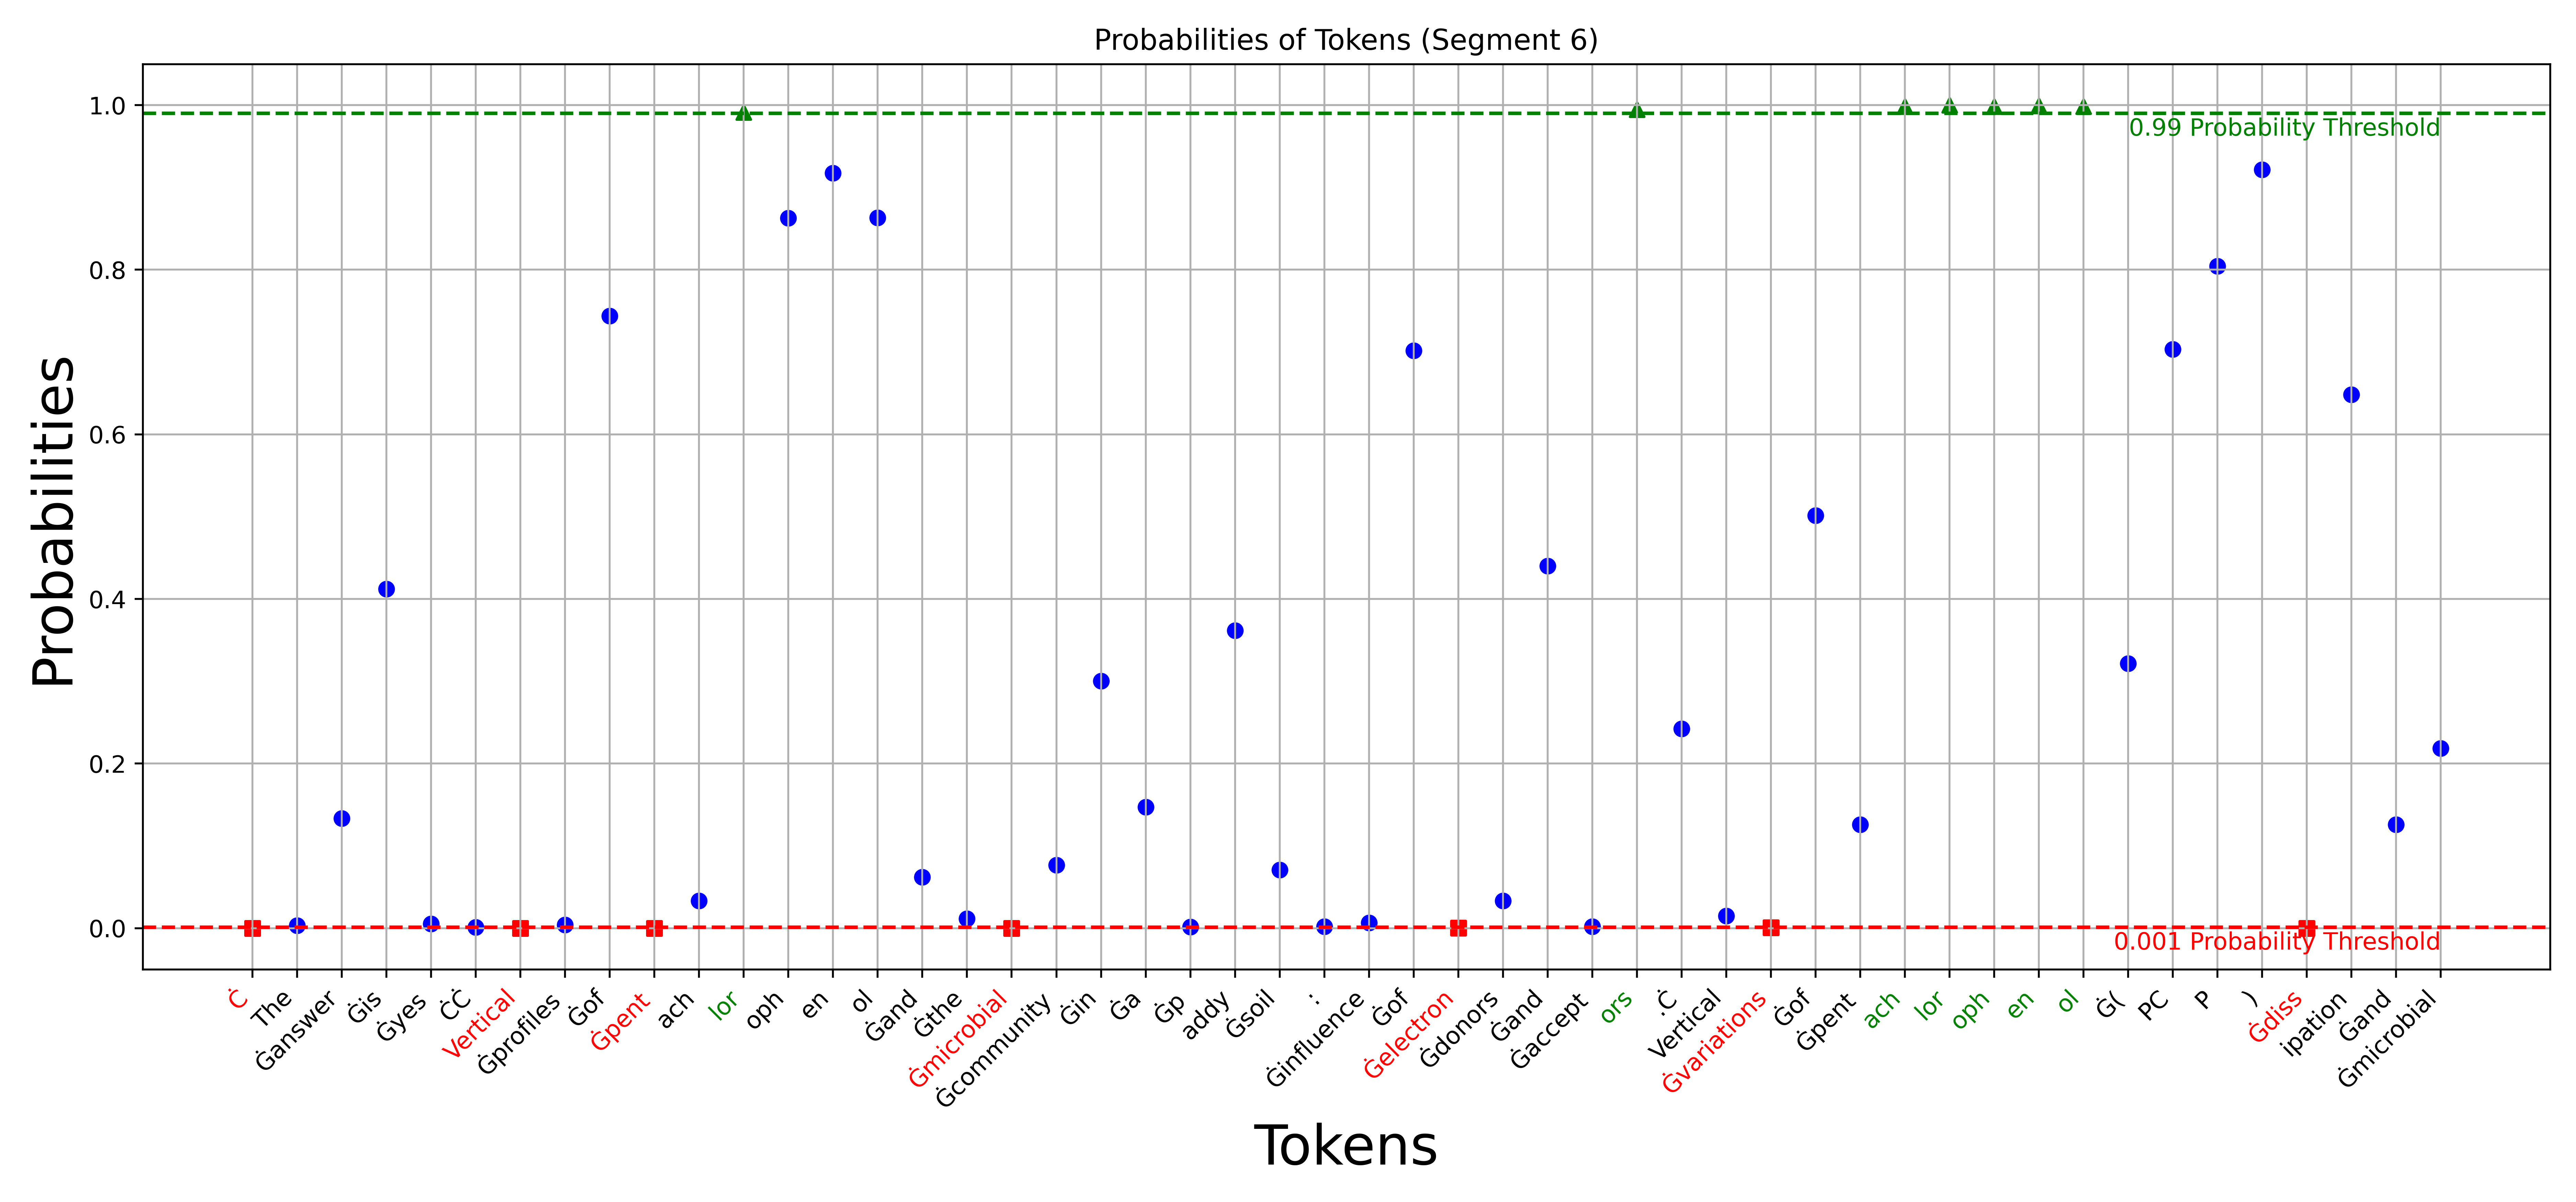 Probabilities of Tokens (Segment 6)
Probabilities
1.0
0.8
0.6
0.4
0.2
0.0
0.99 Probability Threshold
0.001 Probability Threshold
Ċ
The
Ġanswer
Ġis
Ġyes
ĊĊ
Vertical
Ġprofiles
Ġof
Ġpent
ach
lor
oph
en
ol
Ġand
Ġthe
Ġmicrobial
Ġcommunity
Ġin
Ġa
Ġp
addy
Ġsoil
:
Ġinfluence
Ġof
Ġelectron
Ġdonors
Ġand
Ġaccept
ors
.Ċ
Vertical
Ġvariations
Ġof
Ġpent
ach
lor
oph
en
ol
Ġ(
PC
P
)
Ġdiss
ipation
Ġand
Ġmicrobial
Tokens